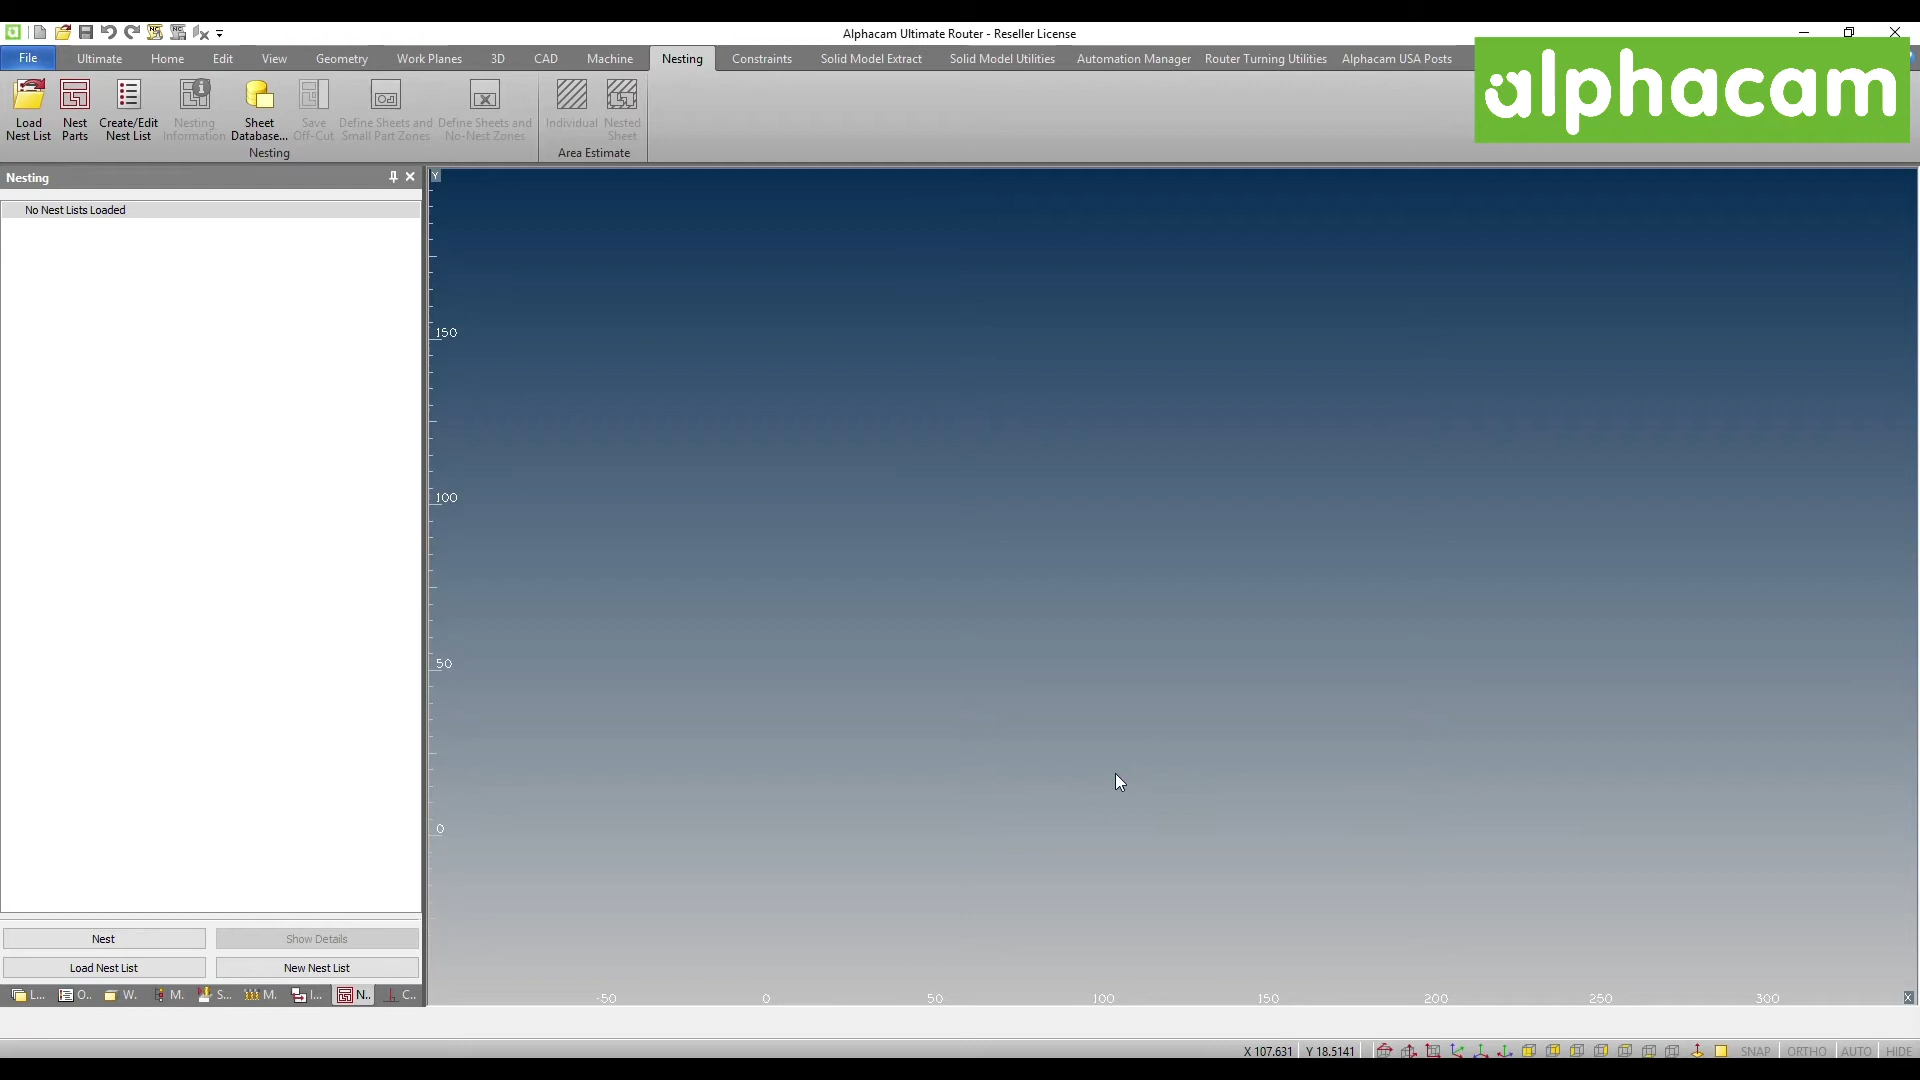 Alphacam Ultimate Router - Reseller License
File Ultimate Home Edit View Geometry Work Planes 3D CAD Machine Nesting Constraints Solid Model Extract Solid Model Utilities Automation Manager Router Turning Utilities Alphacam USA Posts
alphacam
Load Nest Create/Edit Nesting Sheet Save Define Sheets and Define Sheets and Individual Nested
Nest List Parts Nest List Information Database... Off-Cut Small Part Zones No-Nest Zones Sheet
Nesting Area Estimate
Nesting
Y
No Nest Lists Loaded
150
100
50
0
Nest Show Details
Load Nest List New Nest List
L... O.. W. M. S... M. I... N.. C..
-50 0 50 100 150 200 250 300 X
X 107.631 Y 18.5141 SNAP ORTHO AUTO HIDE